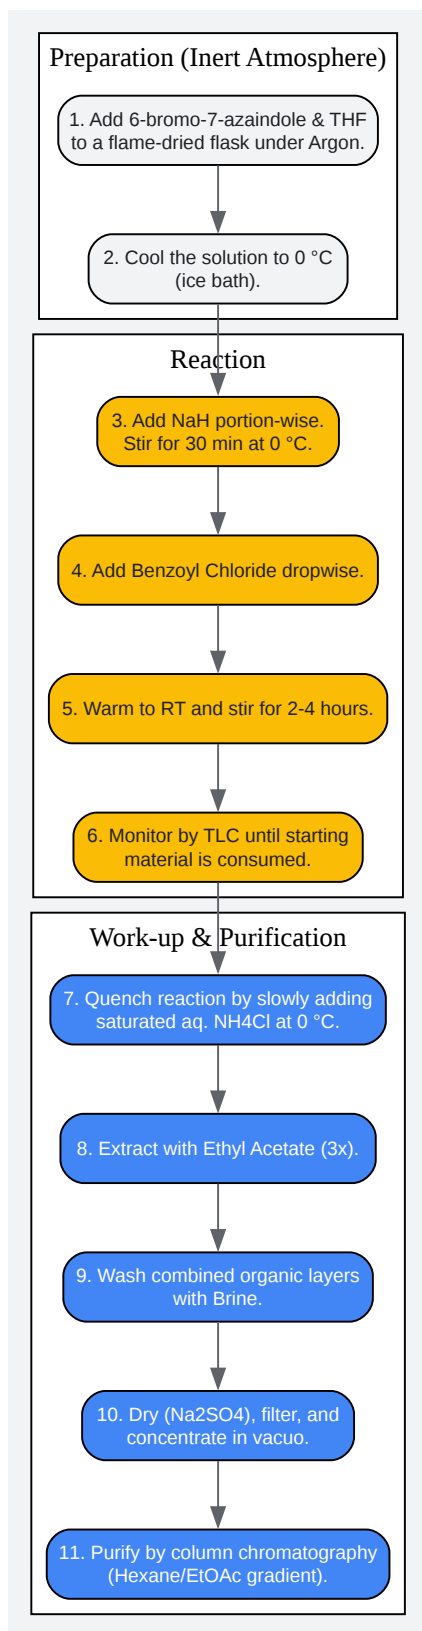 Preparation (Inert Atmosphere)
1. Add 6-bromo-7-azaindole & THF
to a flame-dried flask under Argon.
2. Cool the solution to 0 °C
(ice bath).
Reaction
3. Add NaH portion-wise.
Stir for 30 min at 0 °C.
4. Add Benzoyl Chloride dropwise.
5. Warm to RT and stir for 2-4 hours.
6. Monitor by TLC until starting
material is consumed.
Work-up & Purification
7. Quench reaction by slowly adding
saturated aq. NH4Cl at 0 °C.
8. Extract with Ethyl Acetate (3x).
9. Wash combined organic layers
with Brine.
10. Dry (Na2SO4), filter, and
concentrate in vacuo.
11. Purify by column chromatography
(Hexane/EtOAc gradient).